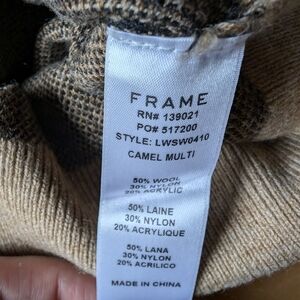 FRAME
RN# 139021
PO# 517200
STYLE: LWSW0410
CAMEL MULTI
50% WOOL
30% NYLON
20% ACRYLIC
50% LAINE
30% NYLON
20% ACRYLIQUE
50% LANA
30% NYLON
20% ACRILICO
MADE IN CHINA